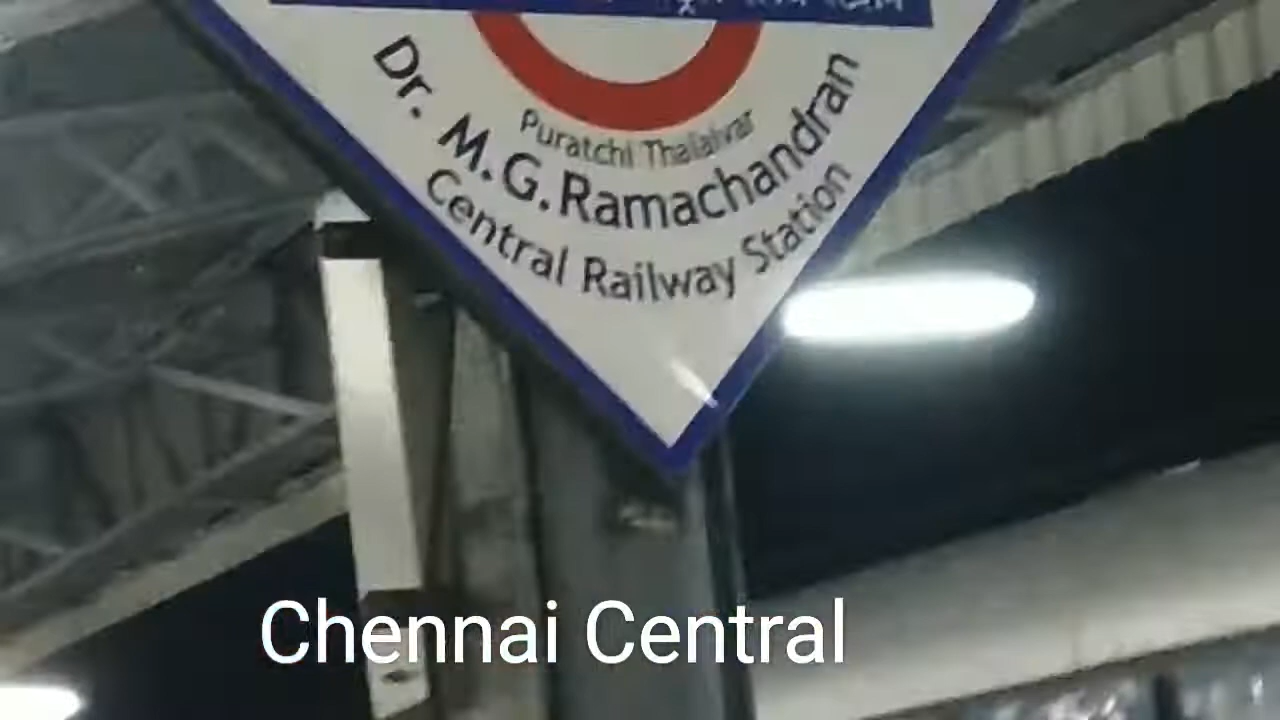 Puratchi Thalaivar
Dr. M.G.Ramachandran
Central Railway Station
Chennai Central